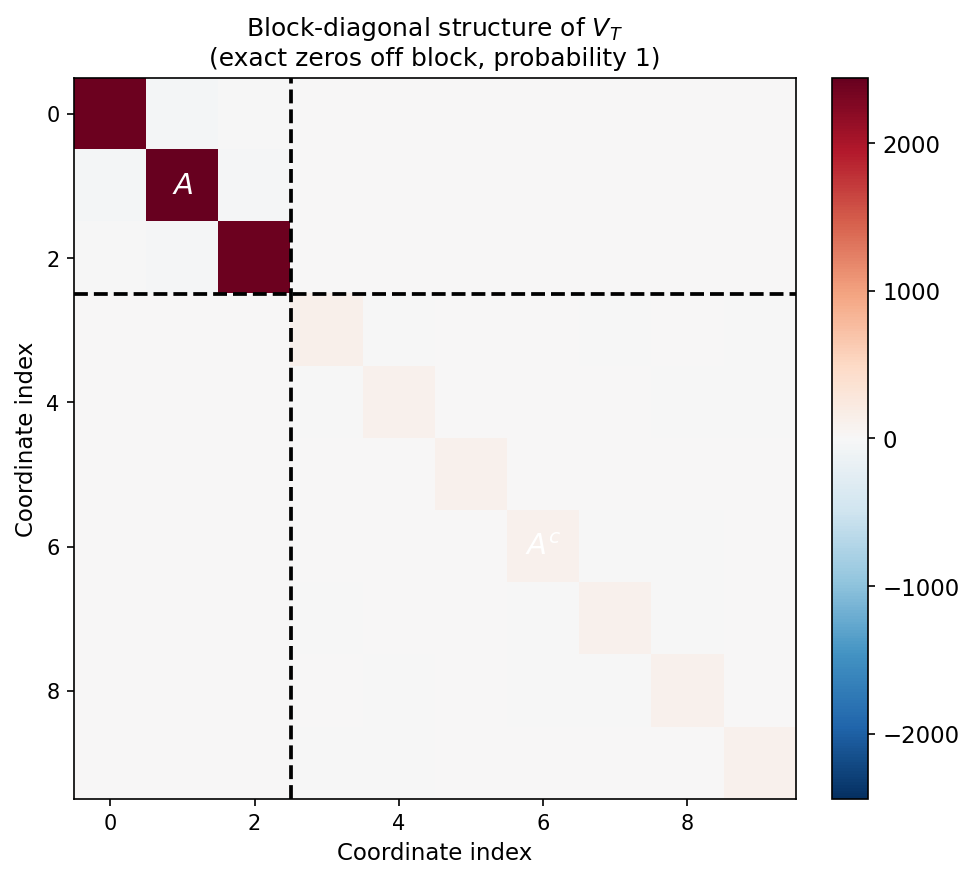 Block-diagonal structure of $V_T$
(exact zeros off block, probability 1)
0
2
4
6
8
Coordinate index
A
$A^c$
0 2 4 6 8
Coordinate index
2000
1000
0
−1000
−2000